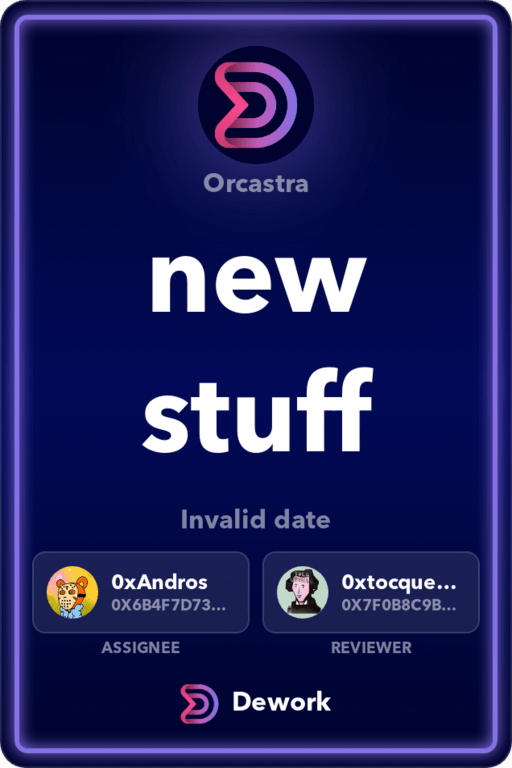 Orcastra
new
stuff
Invalid date
0xAndros
0X6B4F7D73...
ASSIGNEE
0xtocque...
0X7F0B8C9B...
REVIEWER
Dework